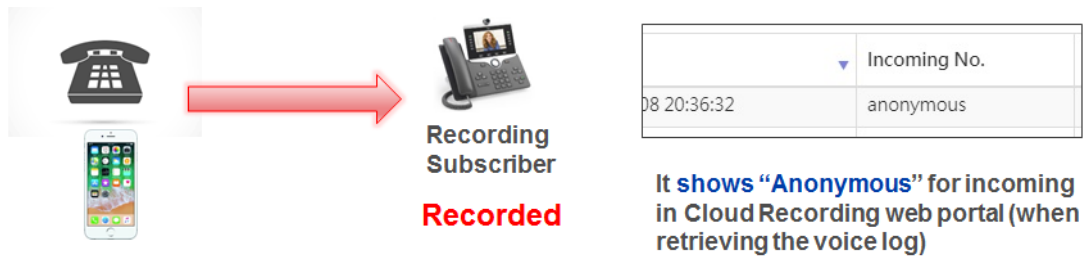 Recording
Subscriber
Recorded
Incoming No.
08 20:36:32 anonymous
It shows “Anonymous” for incoming
in Cloud Recording web portal (when
retrieving the voice log)